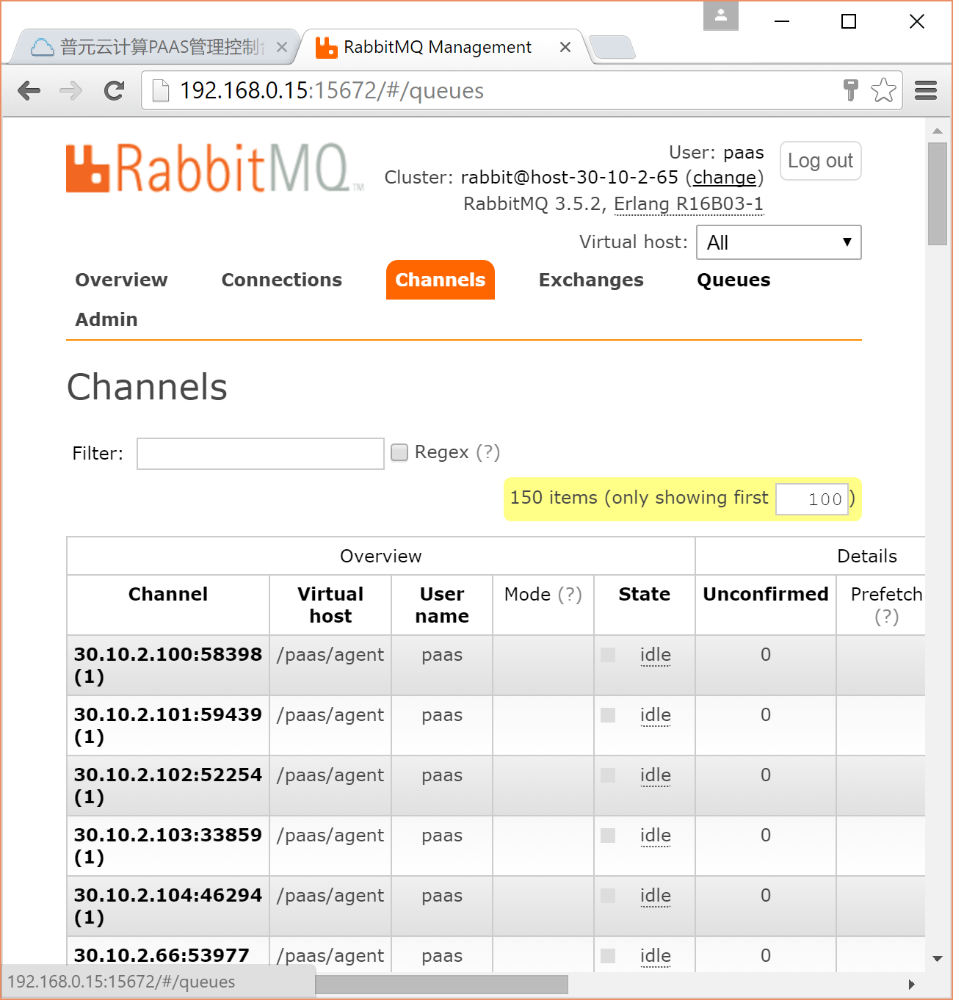 普元云计算PAAS管理控制
RabbitMQ Management
192.168.0.15:15672/#/queues
RabbitMQ™
User: paas
Log out
Cluster: rabbit@host-30-10-2-65 (change)
RabbitMQ 3.5.2, Erlang R16B03-1
Virtual host: All
Overview Connections Channels Exchanges Queues
Admin
Channels
Filter: Regex (?)
150 items (only showing first 100)
Overview Details
Channel Virtual host User name Mode (?) State Unconfirmed Prefetch (?)
30.10.2.100:58398 (1) /paas/agent paas idle 0
30.10.2.101:59439 (1) /paas/agent paas idle 0
30.10.2.102:52254 (1) /paas/agent paas idle 0
30.10.2.103:33859 (1) /paas/agent paas idle 0
30.10.2.104:46294 (1) /paas/agent paas idle 0
30.10.2.66:53977 /paas/agent paas idle 0
192.168.0.15:15672/#/queues